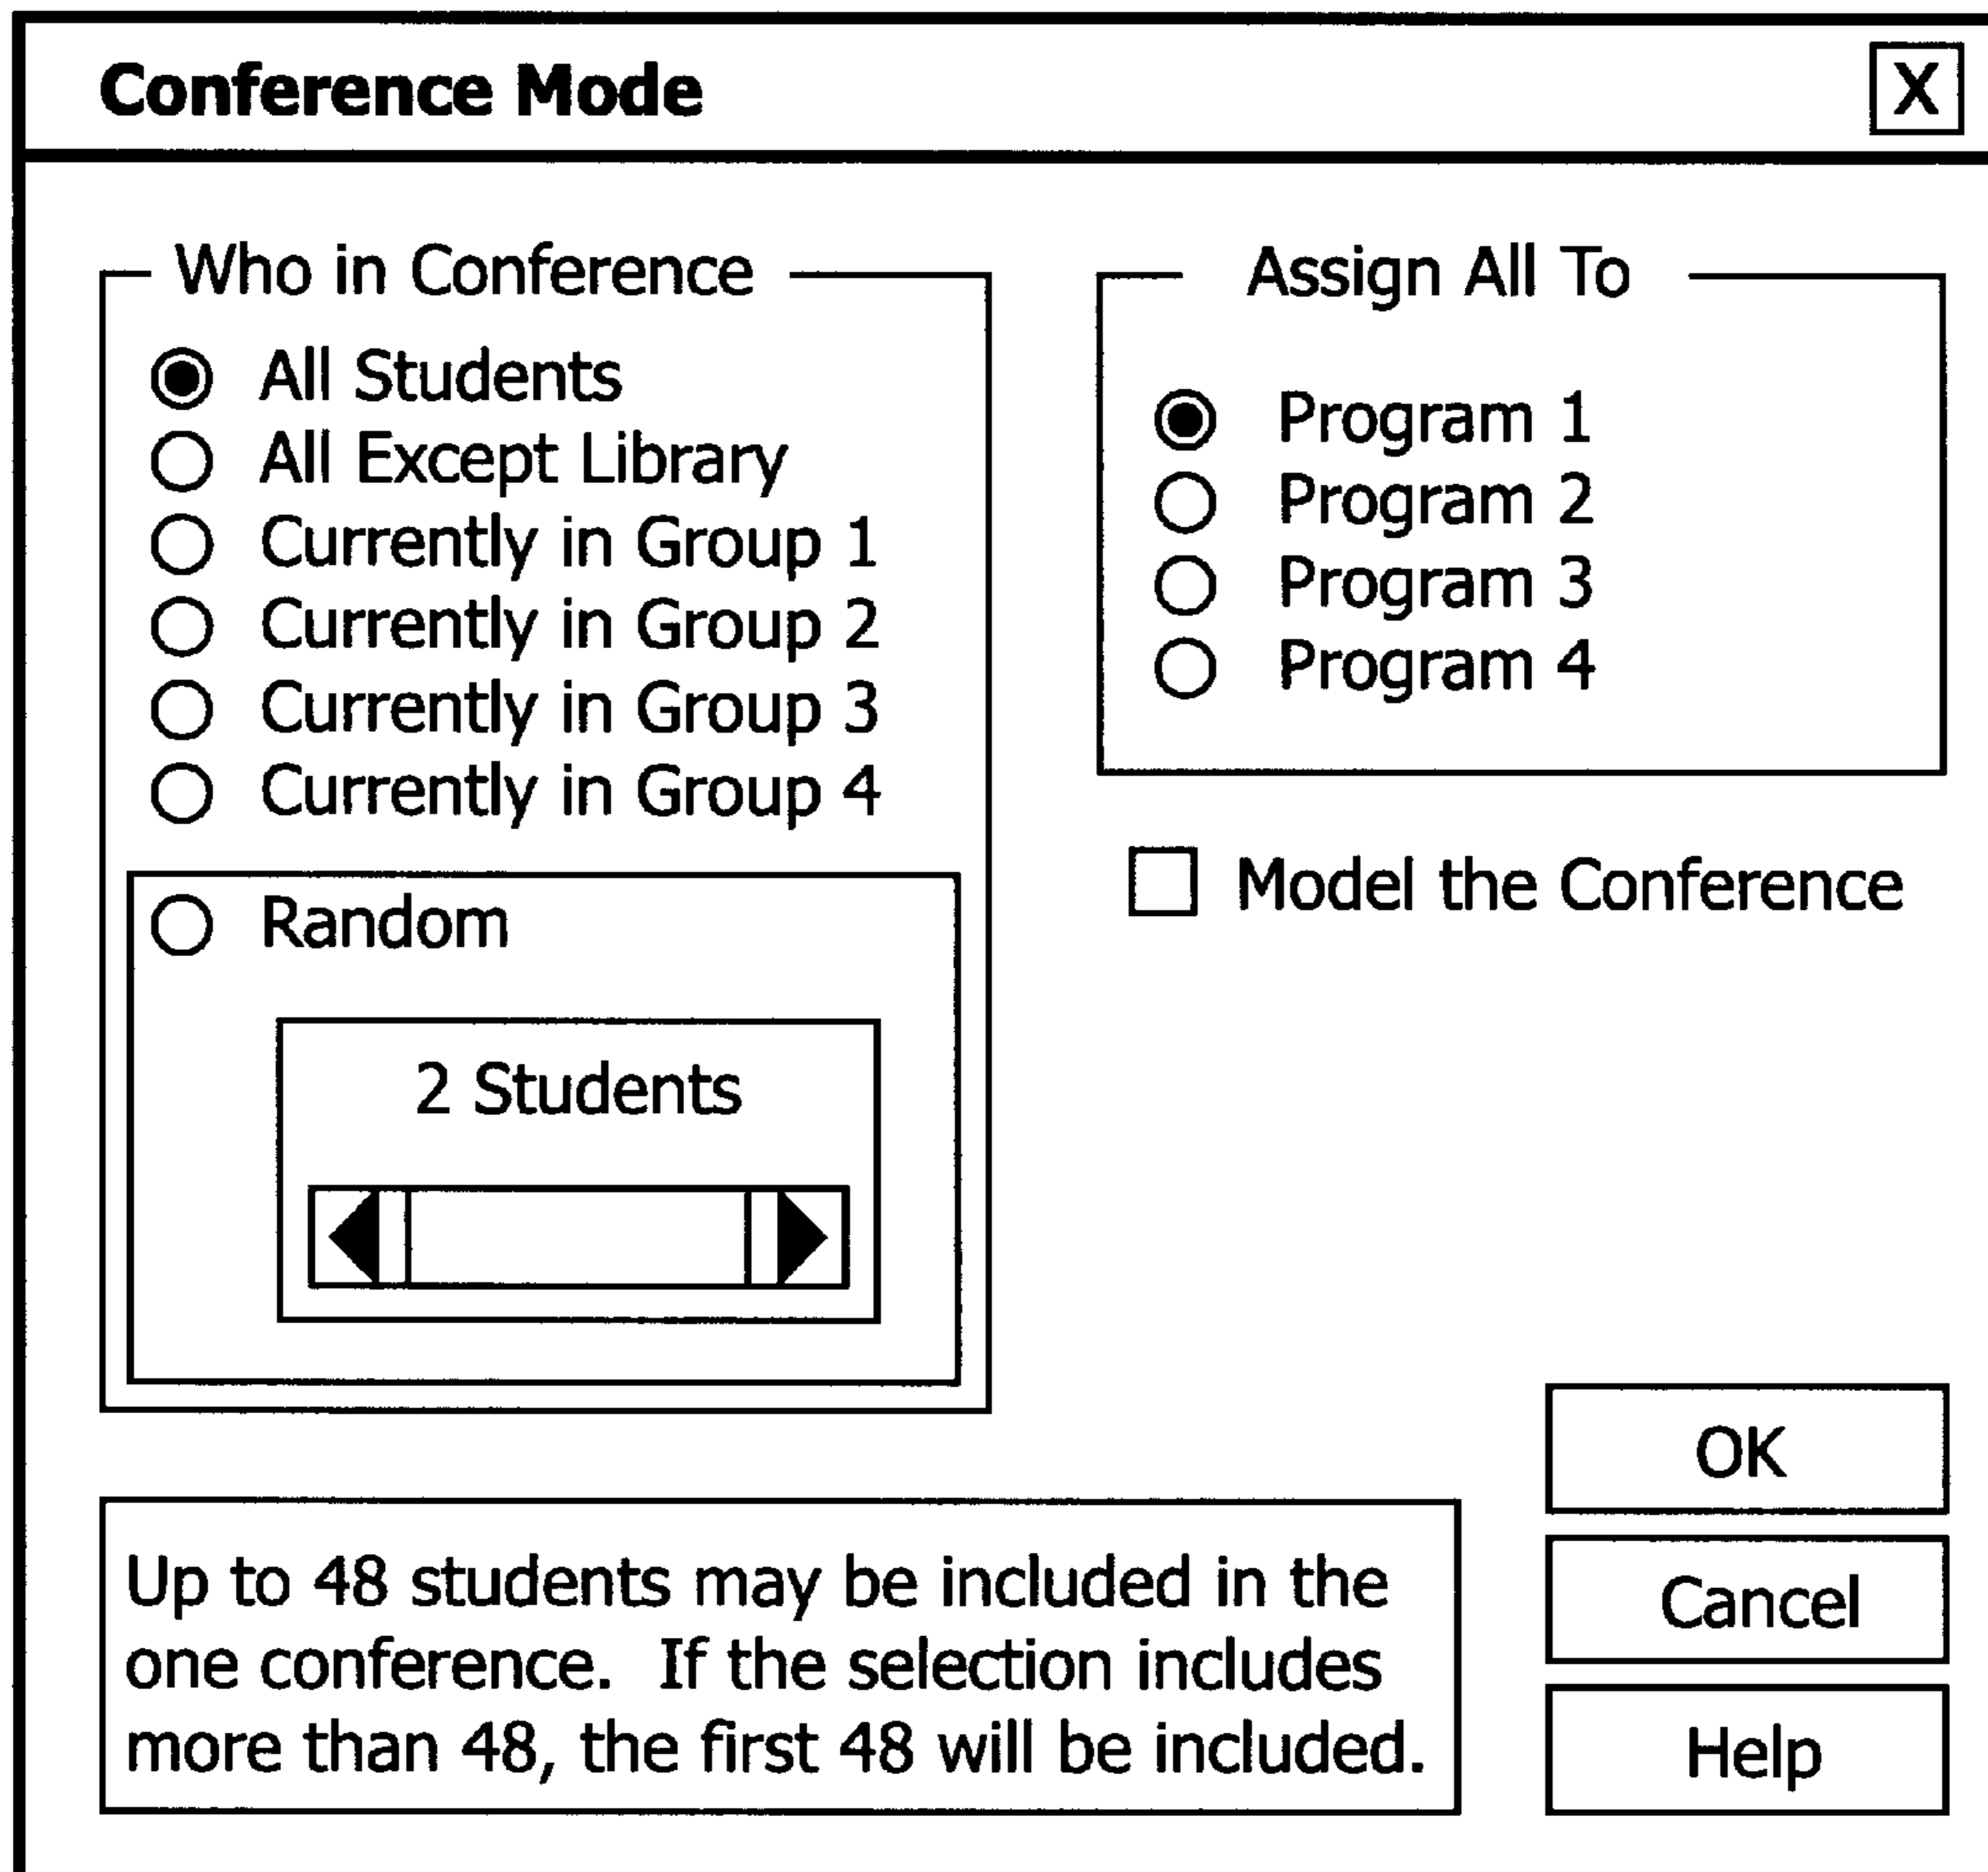 Conference Mode
X
Who in Conference
All Students
All Except Library
Currently in Group 1
Currently in Group 2
Currently in Group 3
Currently in Group 4
Random
2 Students
Assign All To
Program 1
Program 2
Program 3
Program 4
Model the Conference
Up to 48 students may be included in the
one conference. If the selection includes
more than 48, the first 48 will be included.
OK
Cancel
Help